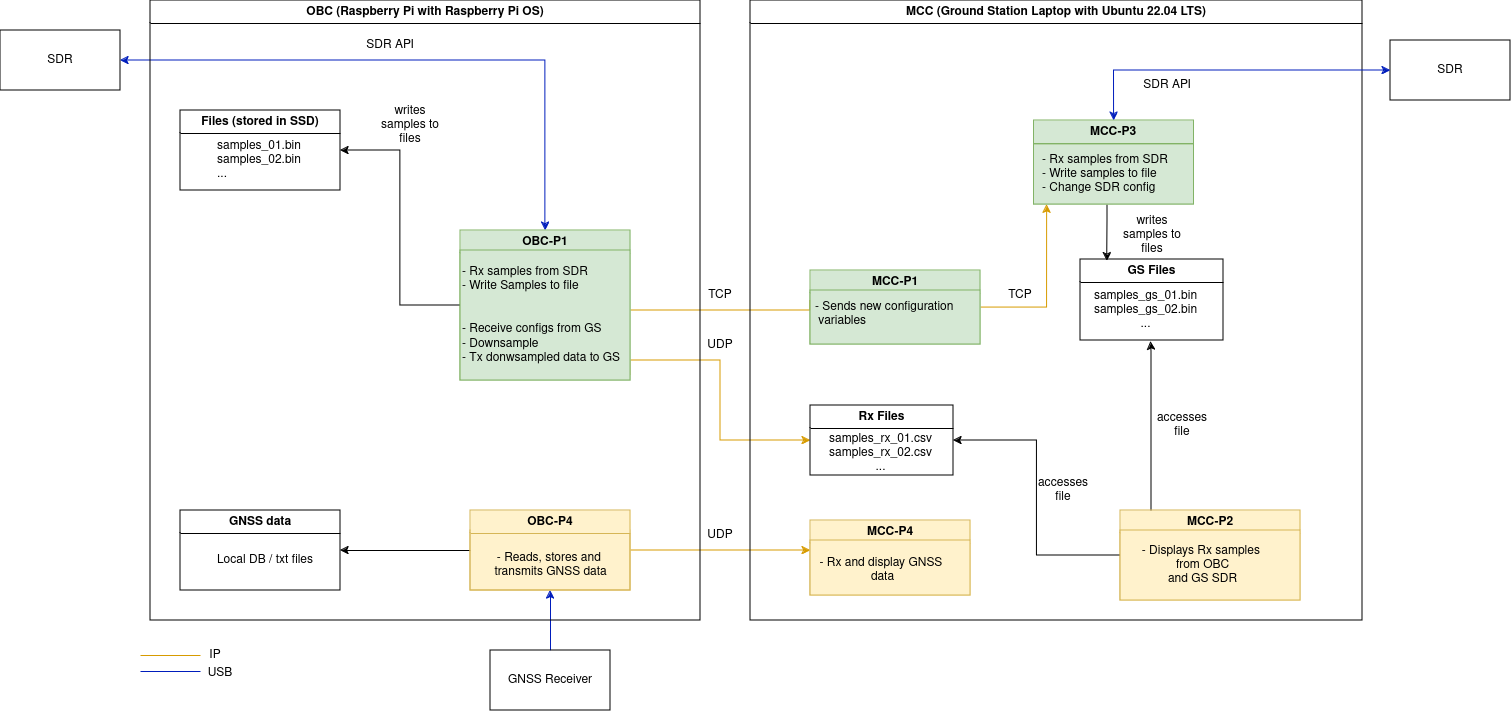 OBC (Raspberry Pi with Raspberry Pi OS)
MCC (Ground Station Laptop with Ubuntu 22.04 LTS)
SDR
SDR API
SDR
SDR API
Files (stored in SSD)
samples_01.bin
samples_02.bin
...
writes
samples to
files
MCC-P3
- Rx samples from SDR
- Write samples to file
- Change SDR config
writes
samples to
files
OBC-P1
- Rx samples from SDR
- Write Samples to file
- Receive configs from GS
- Downsample
- Tx donwsampled data to GS
TCP
UDP
MCC-P1
- Sends new configuration
variables
TCP
GS Files
samples_gs_01.bin
samples_gs_02.bin
...
Rx Files
samples_rx_01.csv
samples_rx_02.csv
...
accesses
file
accesses
file
GNSS data
Local DB / txt files
OBC-P4
- Reads, stores and
transmits GNSS data
UDP
MCC-P4
- Rx and display GNSS
data
MCC-P2
- Displays Rx samples
from OBC
and GS SDR
IP
USB
GNSS Receiver